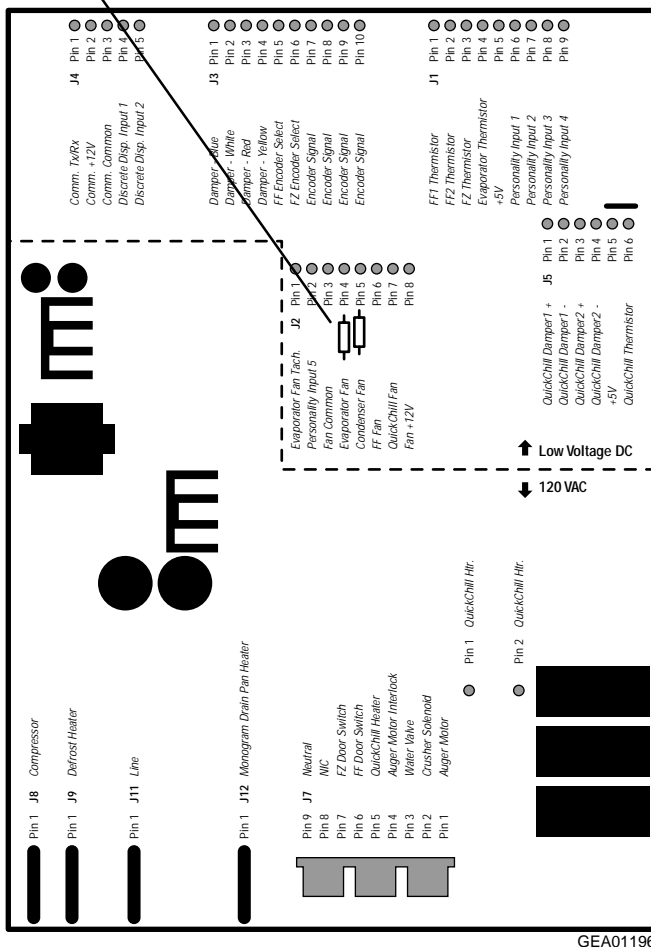 J4
Pin 1
Pin 2
Pin 3
Pin 4
Pin 5
Comm. Tx/Rx
Comm. +12V
Comm. Common
Discrete Disp. Input 1
Discrete Disp. Input 2
J3
Pin 1
Pin 2
Pin 3
Pin 4
Pin 5
Pin 6
Pin 7
Pin 8
Pin 9
Pin 10
Damper - Blue
Damper - White
Damper - Red
Damper - Yellow
FF Encoder Select
FZ Encoder Select
Encoder Signal
Encoder Signal
Encoder Signal
Encoder Signal
J1
Pin 1
Pin 2
Pin 3
Pin 4
Pin 5
Pin 6
Pin 7
Pin 8
Pin 9
FF1 Thermistor
FF2 Thermistor
FZ Thermistor
Evaporator Thermistor
+5V
Personality Input 1
Personality Input 2
Personality Input 3
Personality Input 4
J5
Pin 1
Pin 2
Pin 3
Pin 4
Pin 5
Pin 6
QuickChill Damper1 +
QuickChill Damper1 -
QuickChill Damper2 +
QuickChill Damper2 -
+5V
QuickChill Thermistor
J2
Pin 1
Pin 2
Pin 3
Pin 4
Pin 5
Pin 6
Pin 7
Pin 8
Evaporator Fan Tach.
Personality Input 5
Fan Common
Evaporator Fan
Condenser Fan
FF Fan
QuickChill Fan
Fan +12V
Low Voltage DC
120 VAC
Pin 1 QuickChill Htr.
Pin 2 QuickChill Htr.
Pin 1 J8 Compressor
Pin 1 J9 Defrost Heater
Pin 1 J11 Line
Pin 1 J12 Monogram Drain Pan Heater
J7
Pin 9 Neutral
Pin 8 N/C
Pin 7 FZ Door Switch
Pin 6 FF Door Switch
Pin 5 QuickChill Heater
Pin 4 Auger Motor Interlock
Pin 3 Water Valve
Pin 2 Crusher Solenoid
Pin 1 Auger Motor
GEA01196